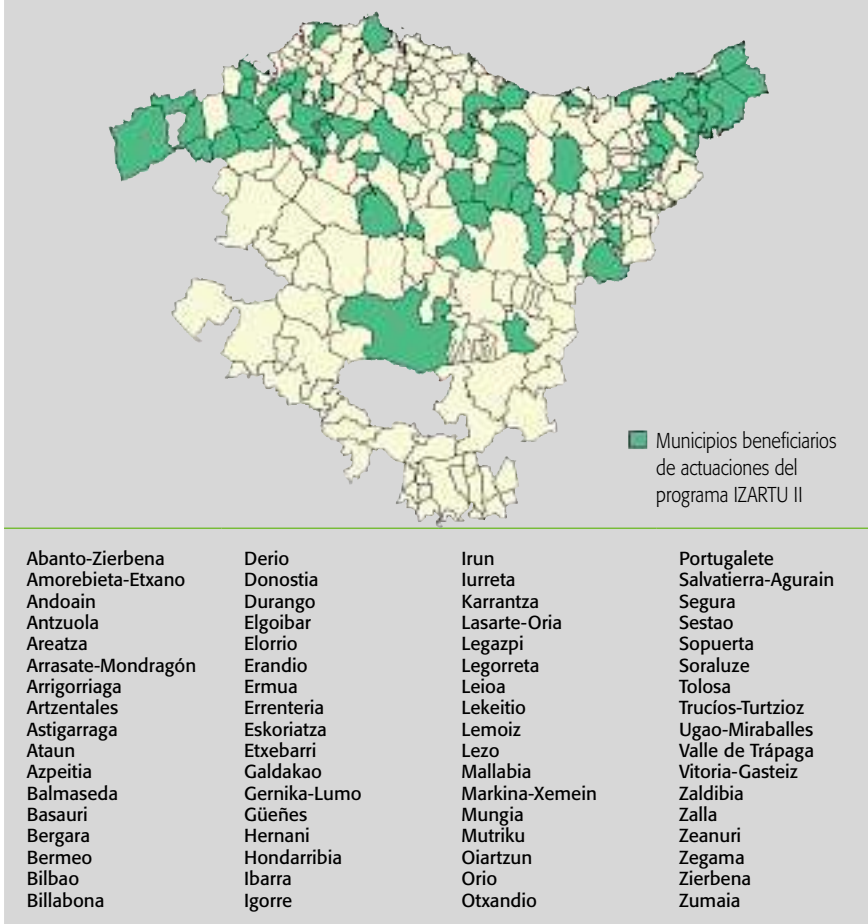 Municipios beneficiarios
de actuaciones del
programa IZARTU II
Abanto-Zierbena
Amorebieta-Etxano
Andoain
Antzuola
Areatza
Arrasate-Mondragón
Arrigorriaga
Artzentales
Astigarraga
Ataun
Azpeitia
Balmaseda
Basauri
Bergara
Bermeo
Bilbao
Billabona
Derio
Donostia
Durango
Elgoibar
Elorrio
Erandio
Ermua
Errenteria
Eskoriatza
Etxebarri
Galdakao
Gernika-Lumo
Güeñes
Hernani
Hondarribia
Ibarra
Igorre
Irun
Iurreta
Karrantza
Lasarte-Oria
Legazpi
Legorreta
Leioa
Lekeitio
Lemoiz
Lezo
Mallabia
Markina-Xemein
Mungia
Mutriku
Oiartzun
Orio
Otxandio
Portugalete
Salvatierra-Agurain
Segura
Sestao
Sopuerta
Soraluze
Tolosa
Trucíos-Turtzioz
Ugao-Miraballes
Valle de Trápaga
Vitoria-Gasteiz
Zaldibia
Zalla
Zeanuri
Zegama
Zierbena
Zumaia